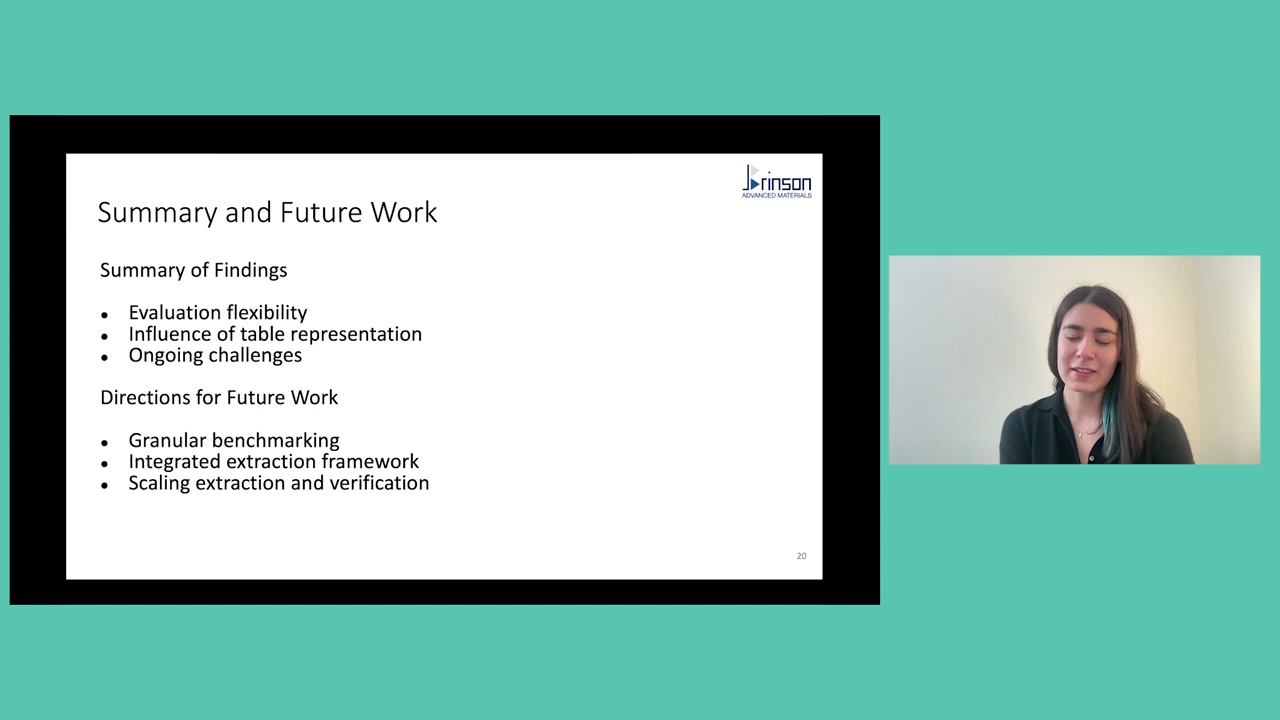 Brinson
ADVANCED MATERIALS
Summary and Future Work
Summary of Findings
● Evaluation flexibility
● Influence of table representation
● Ongoing challenges
Directions for Future Work
● Granular benchmarking
● Integrated extraction framework
● Scaling extraction and verification
20